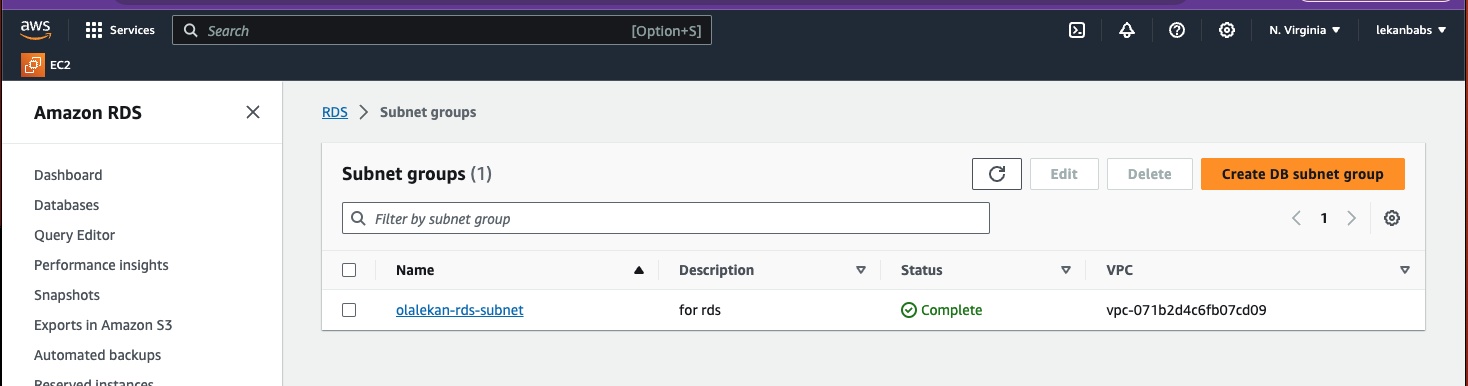 aws Services Search [Option+S] N. Virginia lekanbabs
EC2
Amazon RDS
Dashboard
Databases
Query Editor
Performance insights
Snapshots
Exports in Amazon S3
Automated backups
Reserved instances
RDS Subnet groups
Subnet groups (1) Edit Delete Create DB subnet group
Filter by subnet group 1
Name Description Status VPC
olalekan-rds-subnet for rds Complete vpc-071b2d4c6fb07cd09